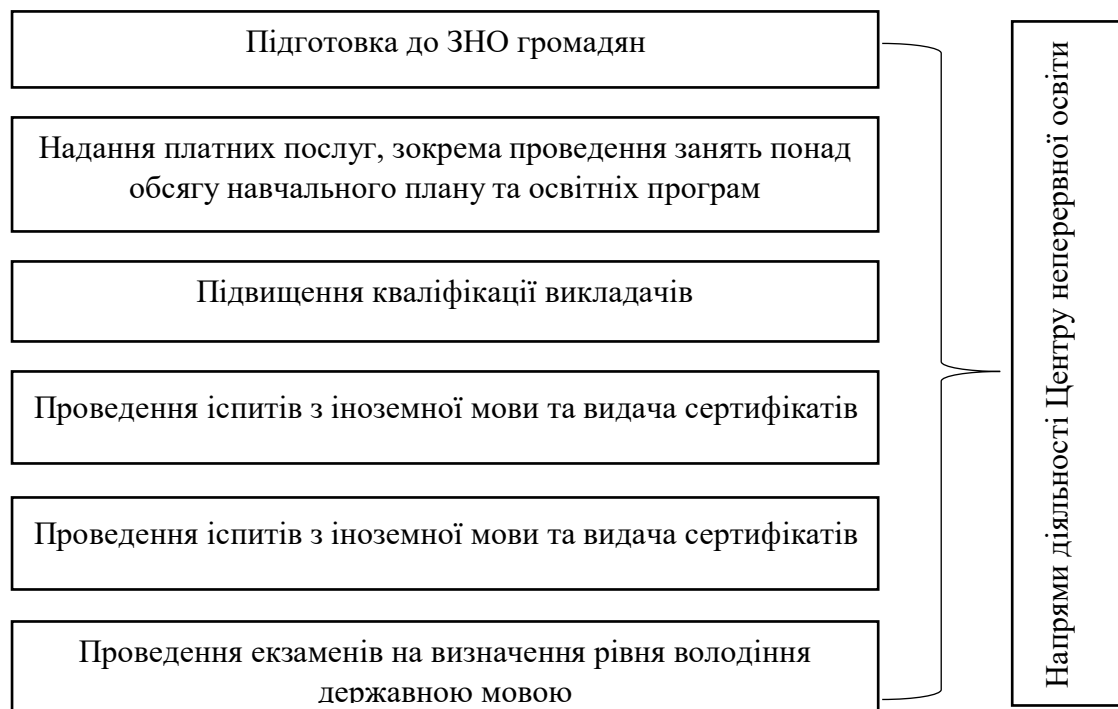 Підготовка до ЗНО громадян
Надання платних послуг, зокрема проведення занять понад
обсягу навчального плану та освітніх програм
Підвищення кваліфікації викладачів
Проведення іспитів з іноземної мови та видача сертифікатів
Проведення іспитів з іноземної мови та видача сертифікатів
Проведення екзаменів на визначення рівня володіння
державною мовою
Напрями діяльності Центру неперервної освіти